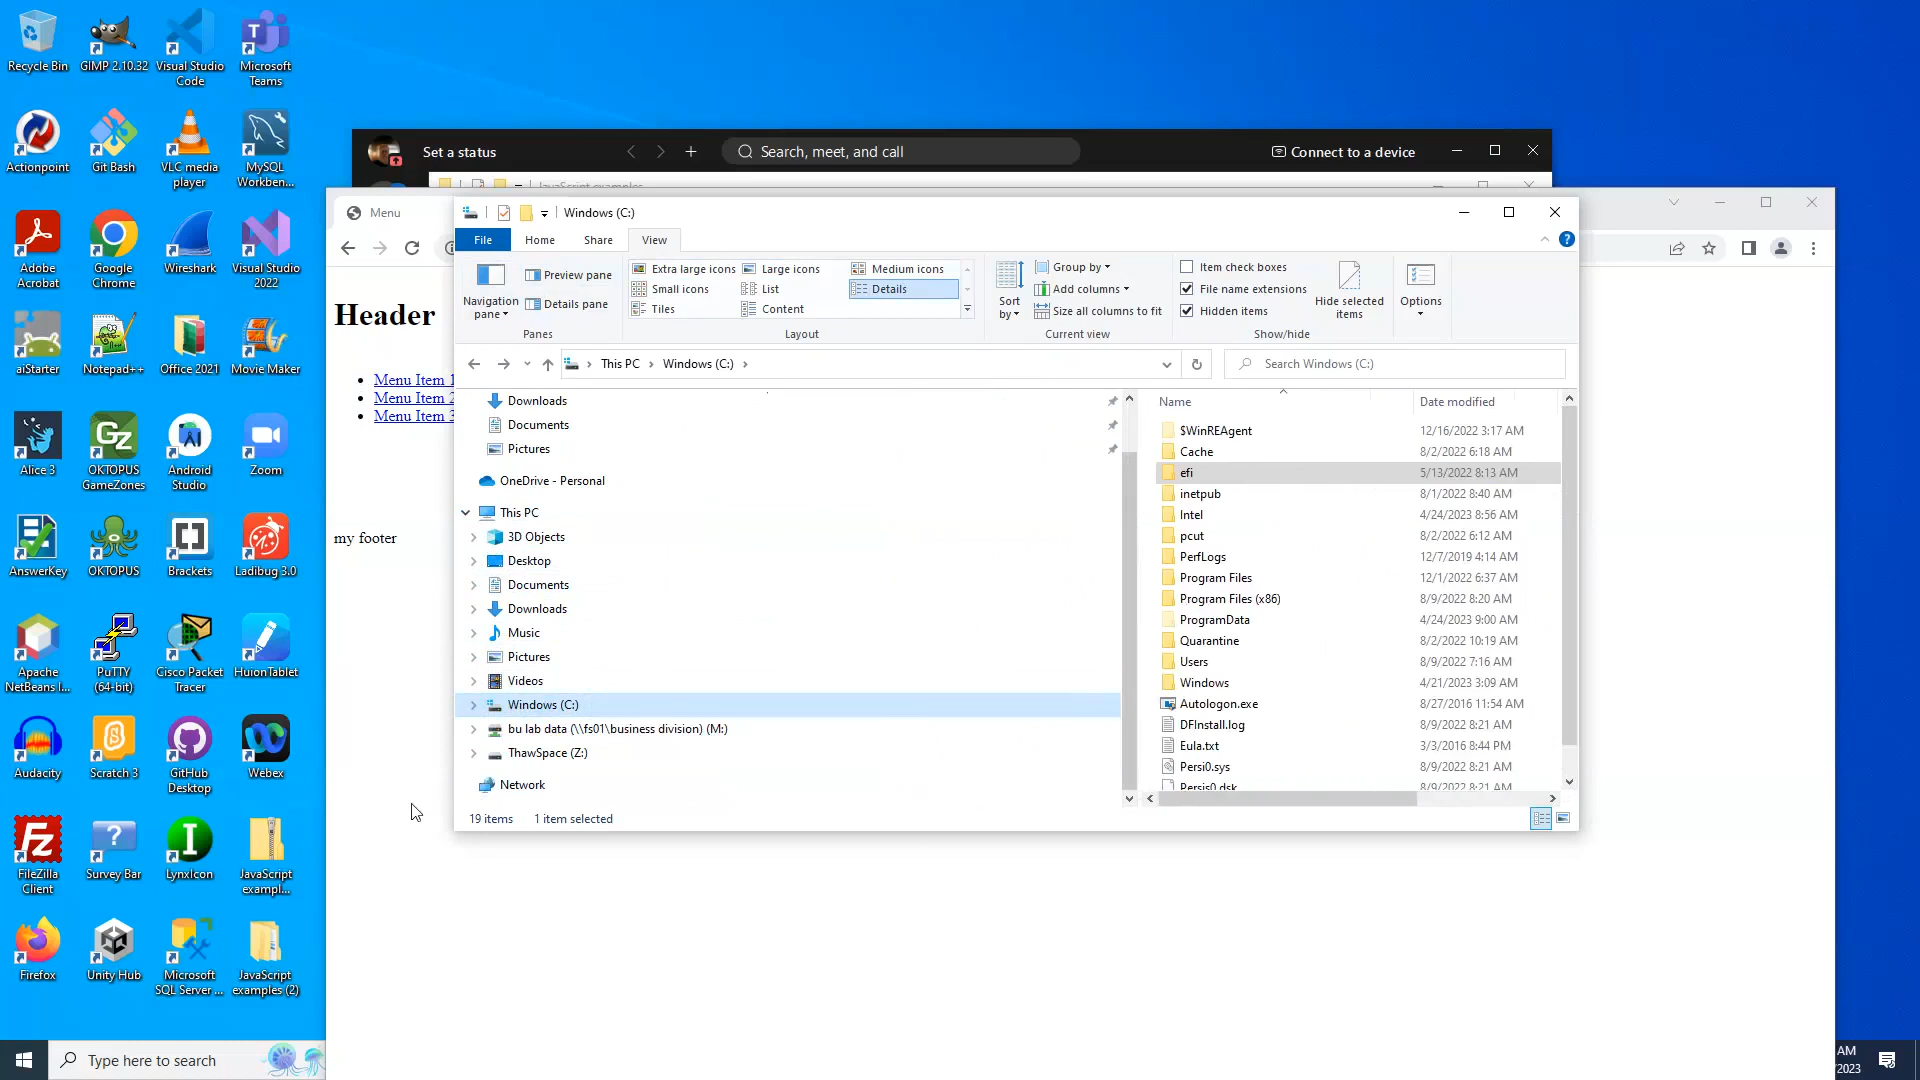 Recycle Bin
GIMP 2.10.32
Visual Studio
Code
Microsoft
Teams
Actionpoint
Git Bash
VLC media
player
MySQL
Workben...
Adobe
Acrobat
Google
Chrome
Wireshark
Visual Studio
2022
aiStarter
Notepad++
Office 2021
Movie Maker
Alice 3
OKTOPUS
GameZones
Android
Studio
Zoom
AnswerKey
OKTOPUS
Brackets
Ladibug 3.0
Apache
NetBeans I...
PuTTY
(64-bit)
Cisco Packet
Tracer
HuionTablet
Audacity
Scratch 3
GitHub
Desktop
Webex
FileZilla
Client
Survey Bar
LynxIcon
JavaScript
exampl...
Firefox
Unity Hub
Microsoft
SQL Server ...
JavaScript
examples (2)
Type here to search
Set a status
Search, meet, and call
Connect to a device
JavaScript examples
Menu
Header
Menu Item 1
Menu Item 2
Menu Item 3
my footer
Windows (C:)
File Home Share View
Navigation
pane
Preview pane
Details pane
Panes
Extra large icons Large icons Medium icons
Small icons List Details
Tiles Content
Layout
Sort
by
Group by
Add columns
Size all columns to fit
Current view
Item check boxes
File name extensions
Hidden items
Hide selected
items
Show/hide
Options
This PC > Windows (C:) >
Search Windows (C:)
Downloads
Documents
Pictures
OneDrive - Personal
This PC
3D Objects
Desktop
Documents
Downloads
Music
Pictures
Videos
Windows (C:)
bu lab data (\\fs01\business division) (M:)
ThawSpace (Z:)
Network
Name Date modified
$WinREAgent 12/16/2022 3:17 AM
Cache 8/2/2022 6:18 AM
efi 5/13/2022 8:13 AM
inetpub 8/1/2022 8:40 AM
Intel 4/24/2023 8:56 AM
pcut 8/2/2022 6:12 AM
PerfLogs 12/7/2019 4:14 AM
Program Files 12/1/2022 6:37 AM
Program Files (x86) 8/9/2022 8:20 AM
ProgramData 4/24/2023 9:00 AM
Quarantine 8/2/2022 10:19 AM
Users 8/9/2022 7:16 AM
Windows 4/21/2023 3:09 AM
Autologon.exe 8/27/2016 11:54 AM
DFInstall.log 8/9/2022 8:21 AM
Eula.txt 3/3/2016 8:44 PM
Persi0.sys 8/9/2022 8:21 AM
Persis0.dsk 8/9/2022 8:21 AM
19 items 1 item selected
AM
/2023